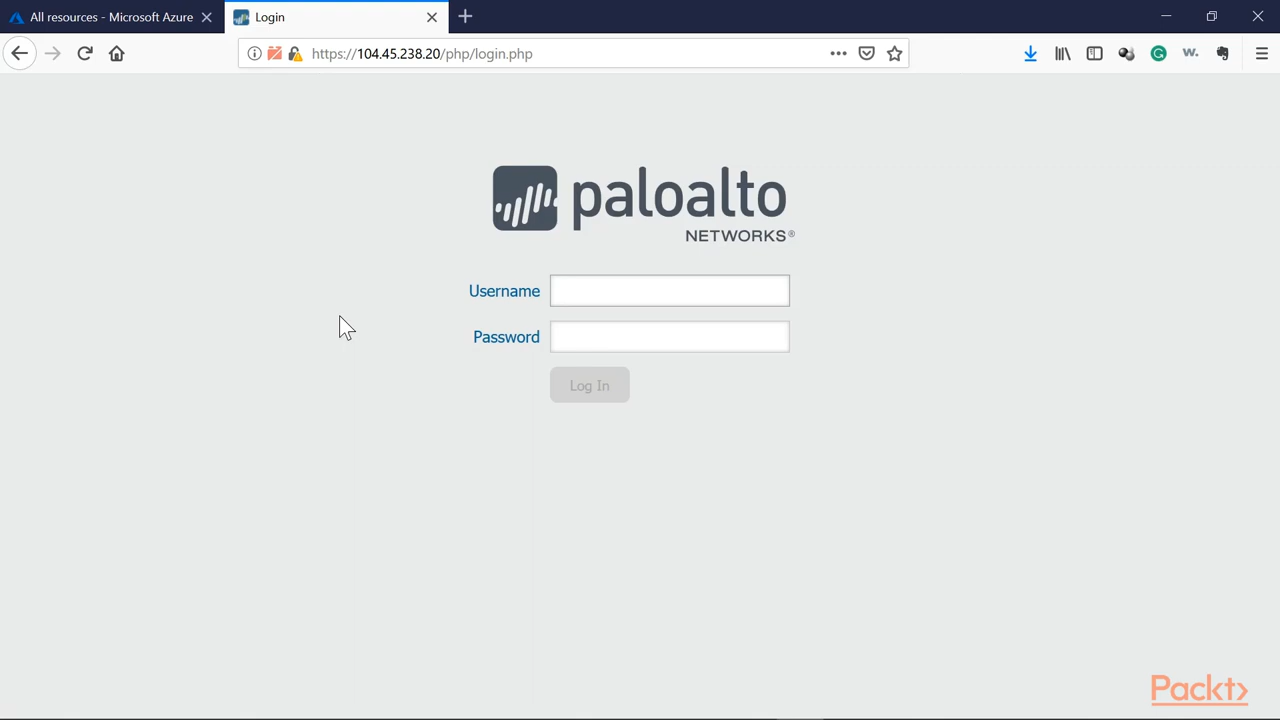 All resources - Microsoft Azure
Login
https://104.45.238.20/php/login.php
w.
paloalto
NETWORKS®
Username
Password
Log In
Packt>